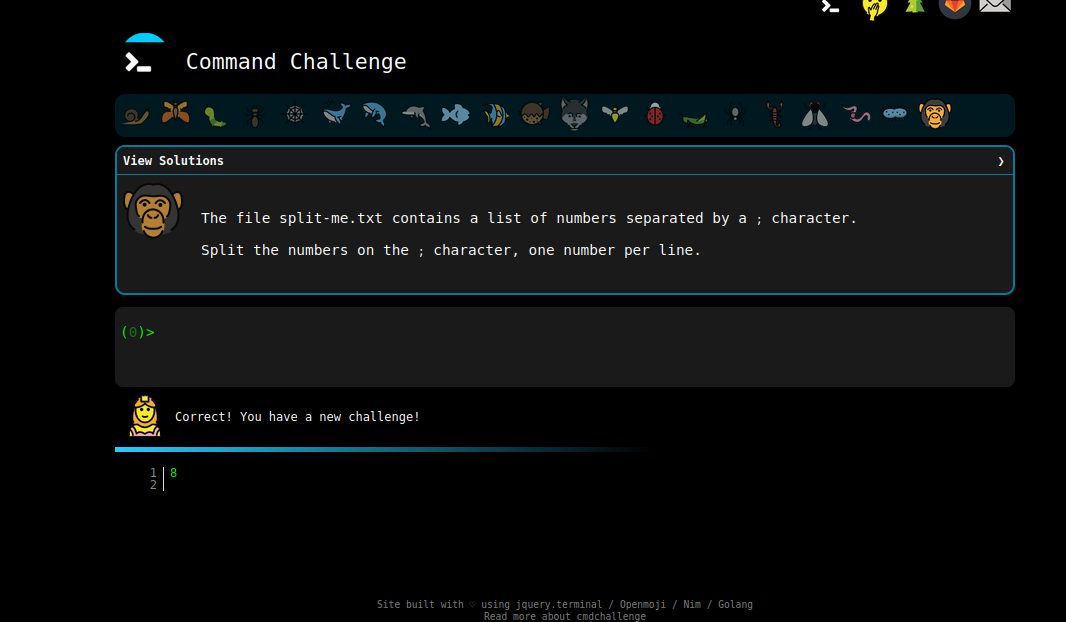 Command Challenge
View Solutions ❯
The file split-me.txt contains a list of numbers separated by a ; character.
Split the numbers on the ; character, one number per line.
(0)>
Correct! You have a new challenge!
1 8
2
Site built with ♡ using jquery.terminal / Openmoji / Nim / Golang
Read more about cmdchallenge